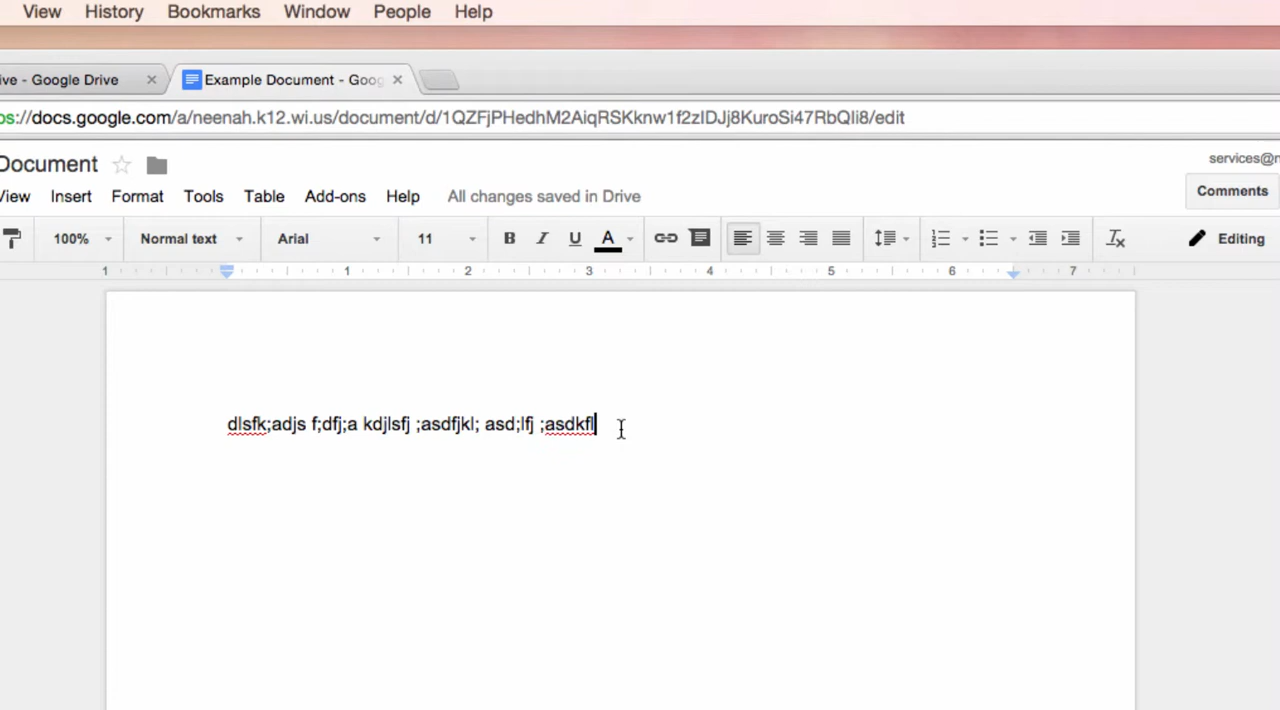 View History Bookmarks Window People Help
ive - Google Drive Example Document - Goog
ps://docs.google.com/a/neenah.k12.wi.us/document/d/1QZFjPHedhM2AiqRSKknw1f2zIDJj8KuroSi47RbQIi8/edit
Document services@n
View Insert Format Tools Table Add-ons Help All changes saved in Drive Comments
100% Normal text Arial 11 B I U A Editing
1 1 2 3 4 5 6 7
dlsfk;adjs f;dfj;a kdjlsfj ;asdfjkl; asd;lfj ;asdkfl